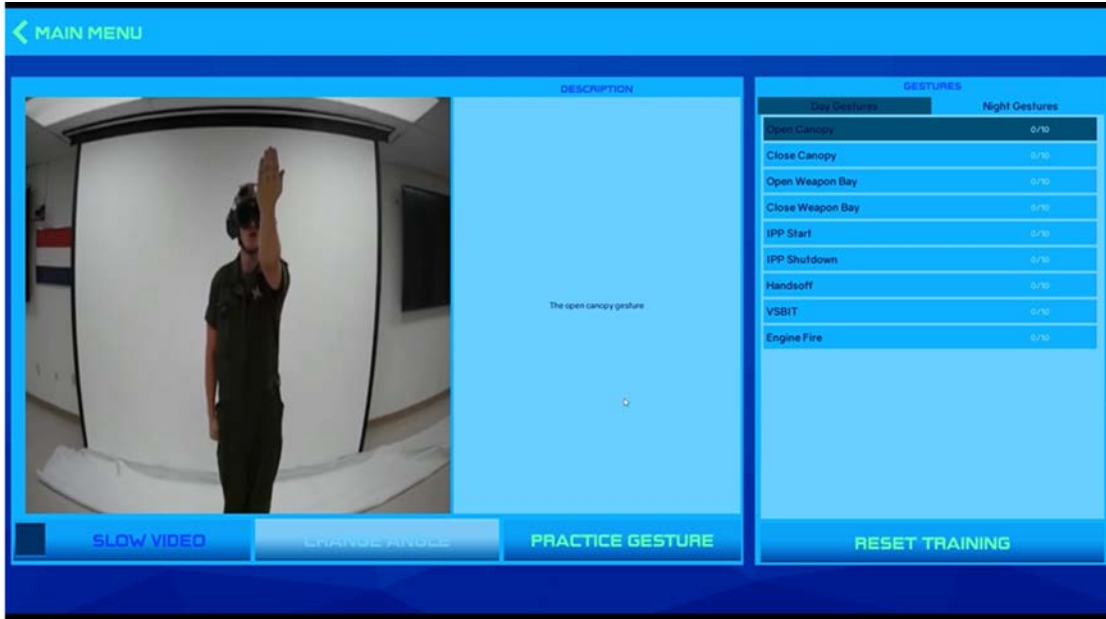 MAIN MENU
DESCRIPTION
The open canopy gesture
SLOW VIDEO
CHANGE ANGLE
PRACTICE GESTURE
GESTURES
Day Gestures Night Gestures
Open Canopy 0/10
Close Canopy 0/10
Open Weapon Bay 0/10
Close Weapon Bay 0/10
IPP Start 0/10
IPP Shutdown 0/10
Handsoff 0/10
VSBIT 0/10
Engine Fire 0/10
RESET TRAINING